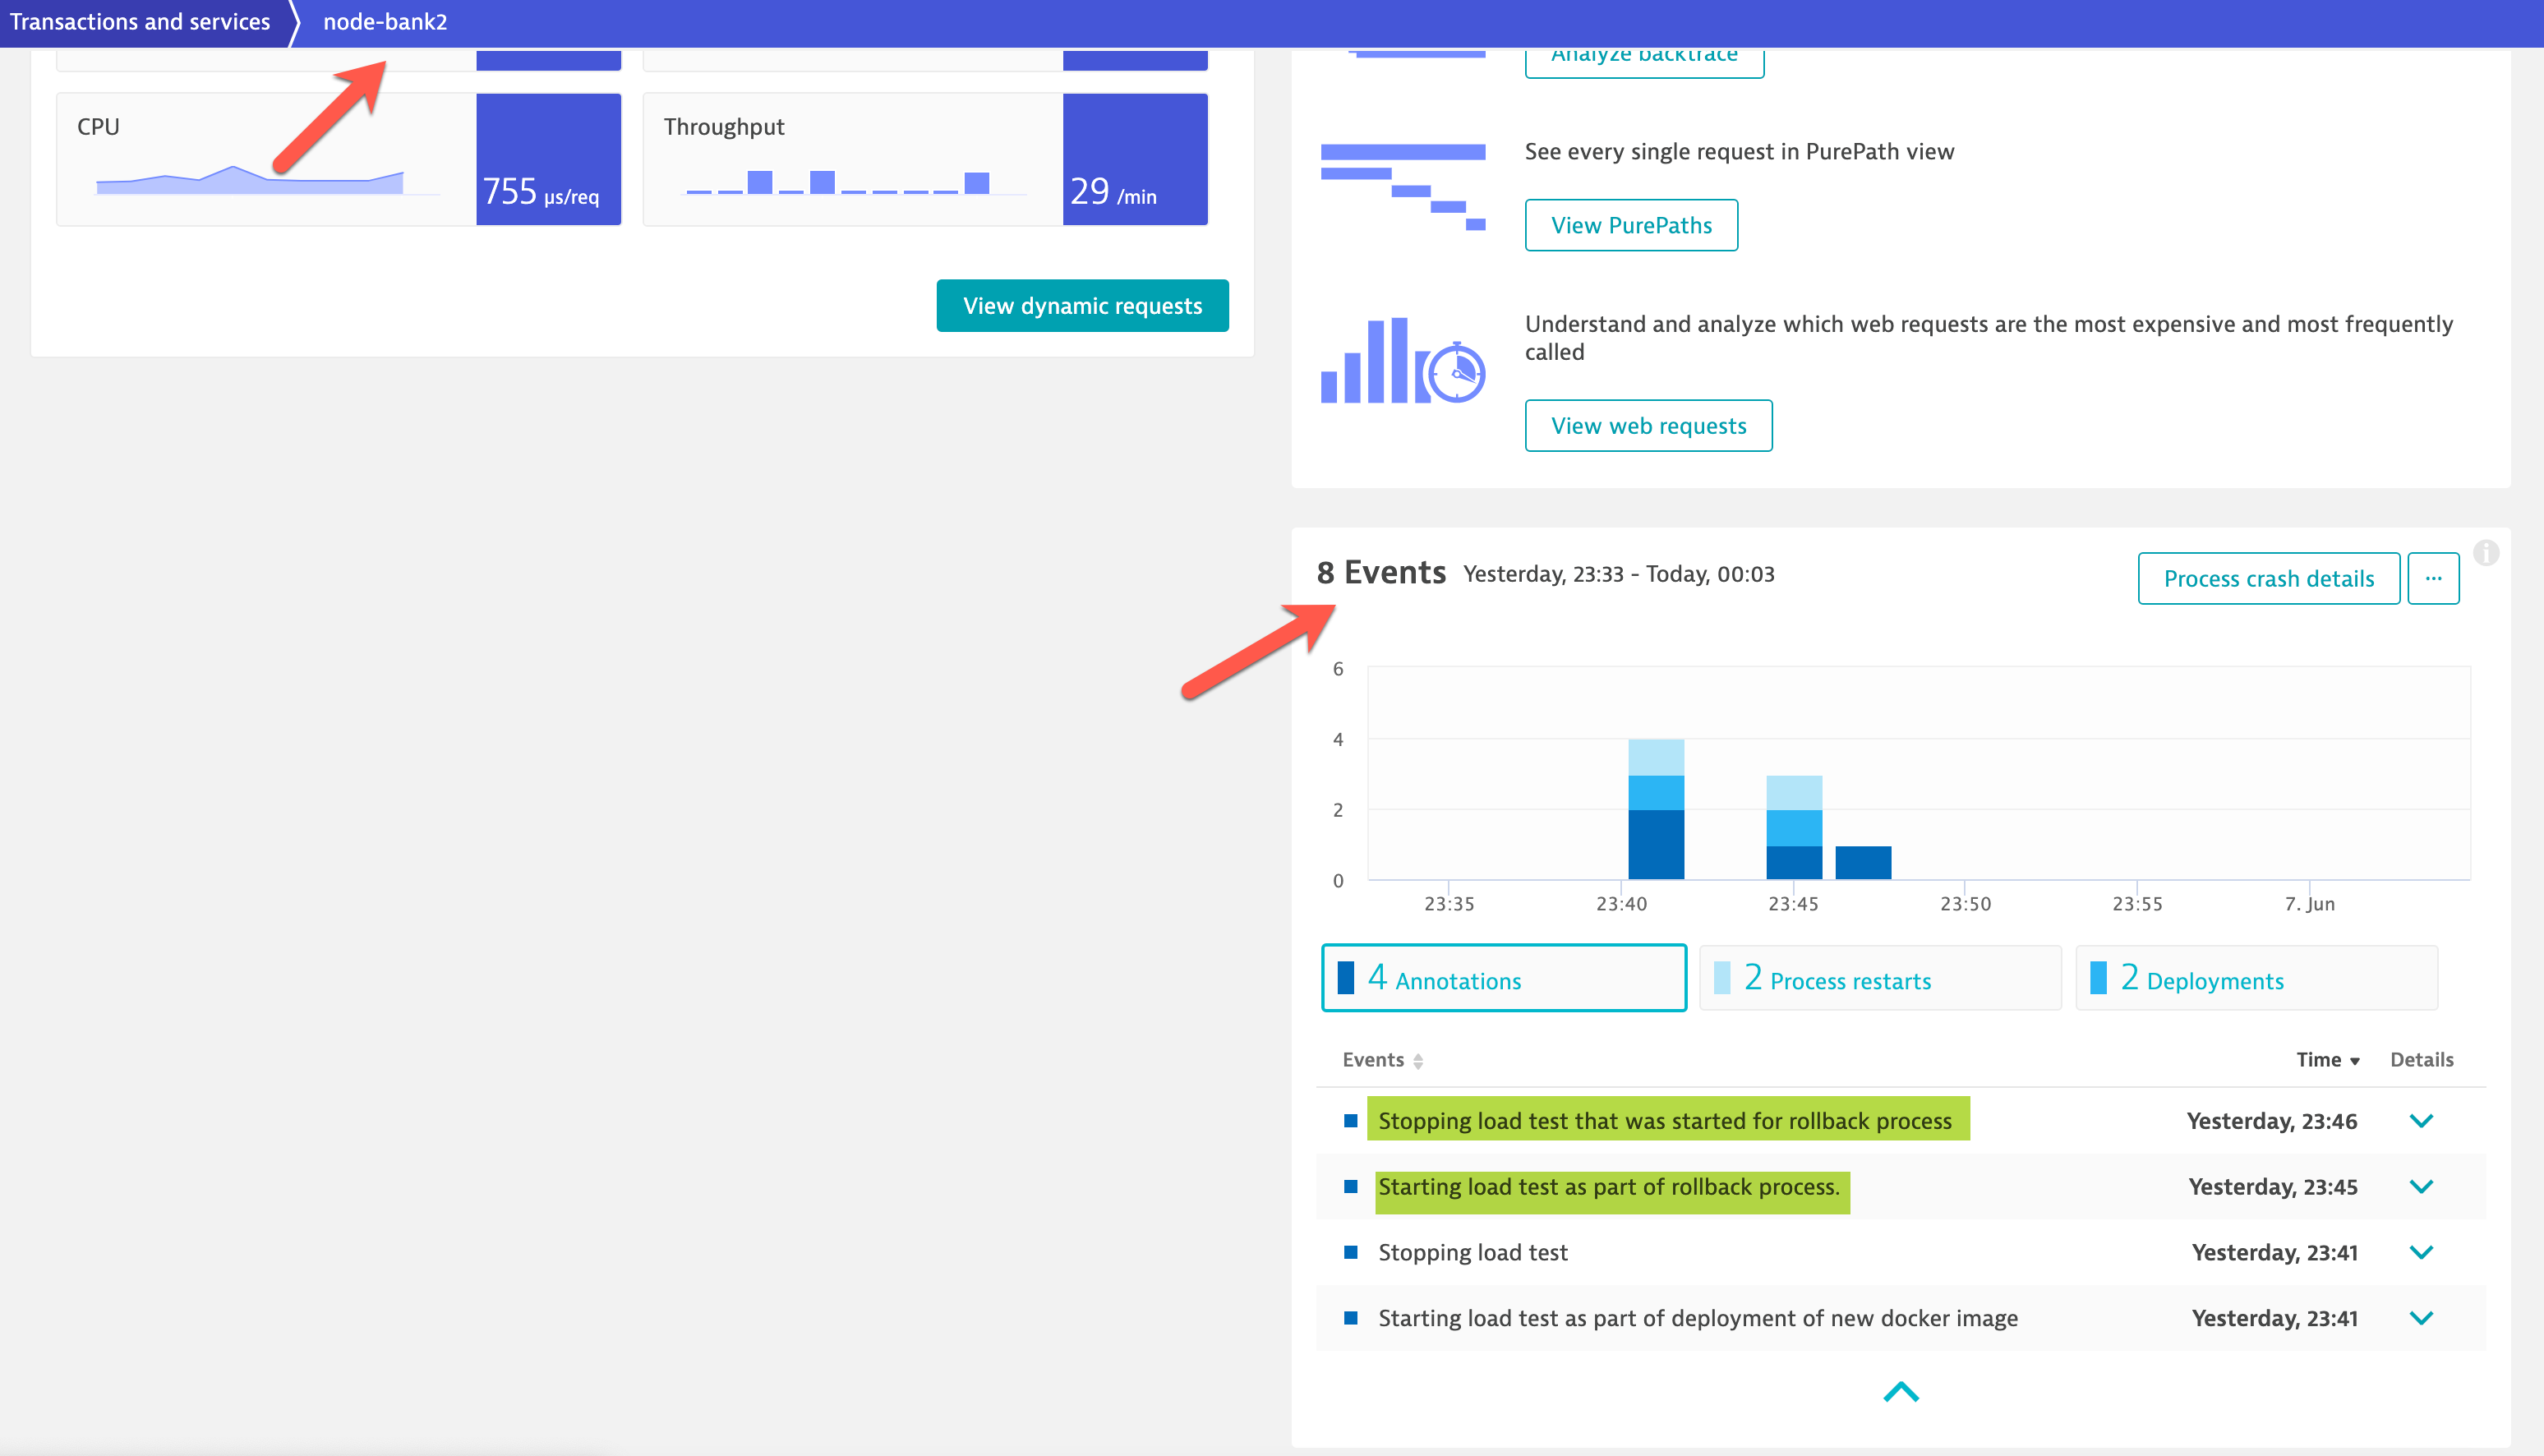 Transactions and services
node-bank2
CPU
755 µs/req
Throughput
29 /min
View dynamic requests
Analyze backtrace
See every single request in PurePath view
View PurePaths
Understand and analyze which web requests are the most expensive and most frequently
called
View web requests
8 Events Yesterday, 23:33 - Today, 00:03
Process crash details
...
6
4
2
0
23:35 23:40 23:45 23:50 23:55 7. Jun
4 Annotations
2 Process restarts
2 Deployments
Events Time Details
Stopping load test that was started for rollback process Yesterday, 23:46
Starting load test as part of rollback process. Yesterday, 23:45
Stopping load test Yesterday, 23:41
Starting load test as part of deployment of new docker image Yesterday, 23:41